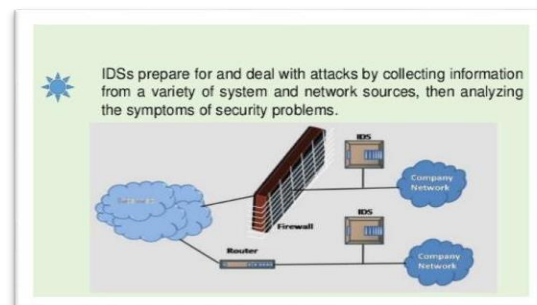 IDSs prepare for and deal with attacks by collecting information
from a variety of system and network sources, then analyzing
the symptoms of security problems.
IDS
Company
Network
Firewall
IDS
Router
Company
Network